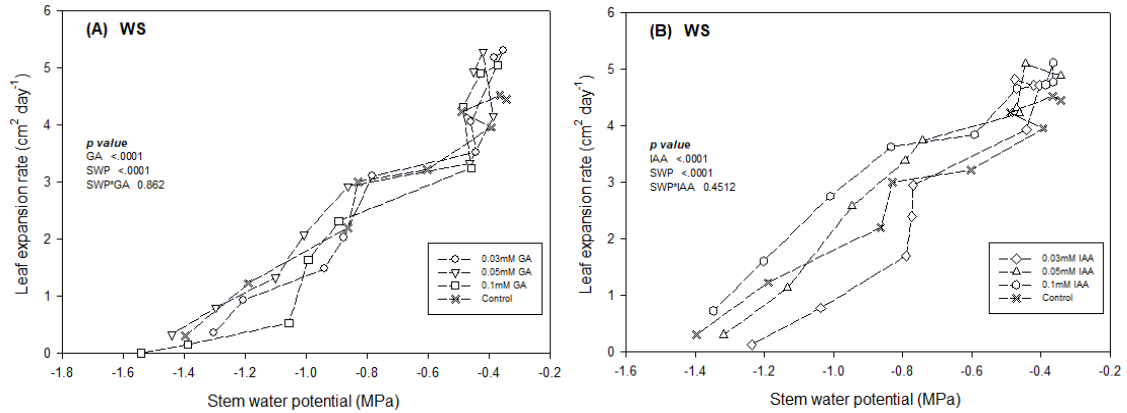 (A) WS
Leaf expansion rate (cm² day⁻¹)
6
5
4
3
2
1
0
p value
GA <.0001
SWP <.0001
SWP*GA 0.862
0.03mM GA
0.05mM GA
0.1mM GA
Control
-1.8 -1.6 -1.4 -1.2 -1.0 -0.8 -0.6 -0.4 -0.2
Stem water potential (MPa)
(B) WS
Leaf expansion rate (cm² day⁻¹)
6
5
4
3
2
1
0
p value
IAA <.0001
SWP <.0001
SWP*IAA 0.4512
0.03mM IAA
0.05mM IAA
0.1mM IAA
Control
-1.6 -1.4 -1.2 -1.0 -0.8 -0.6 -0.4 -0.2
Stem water potential (MPa)